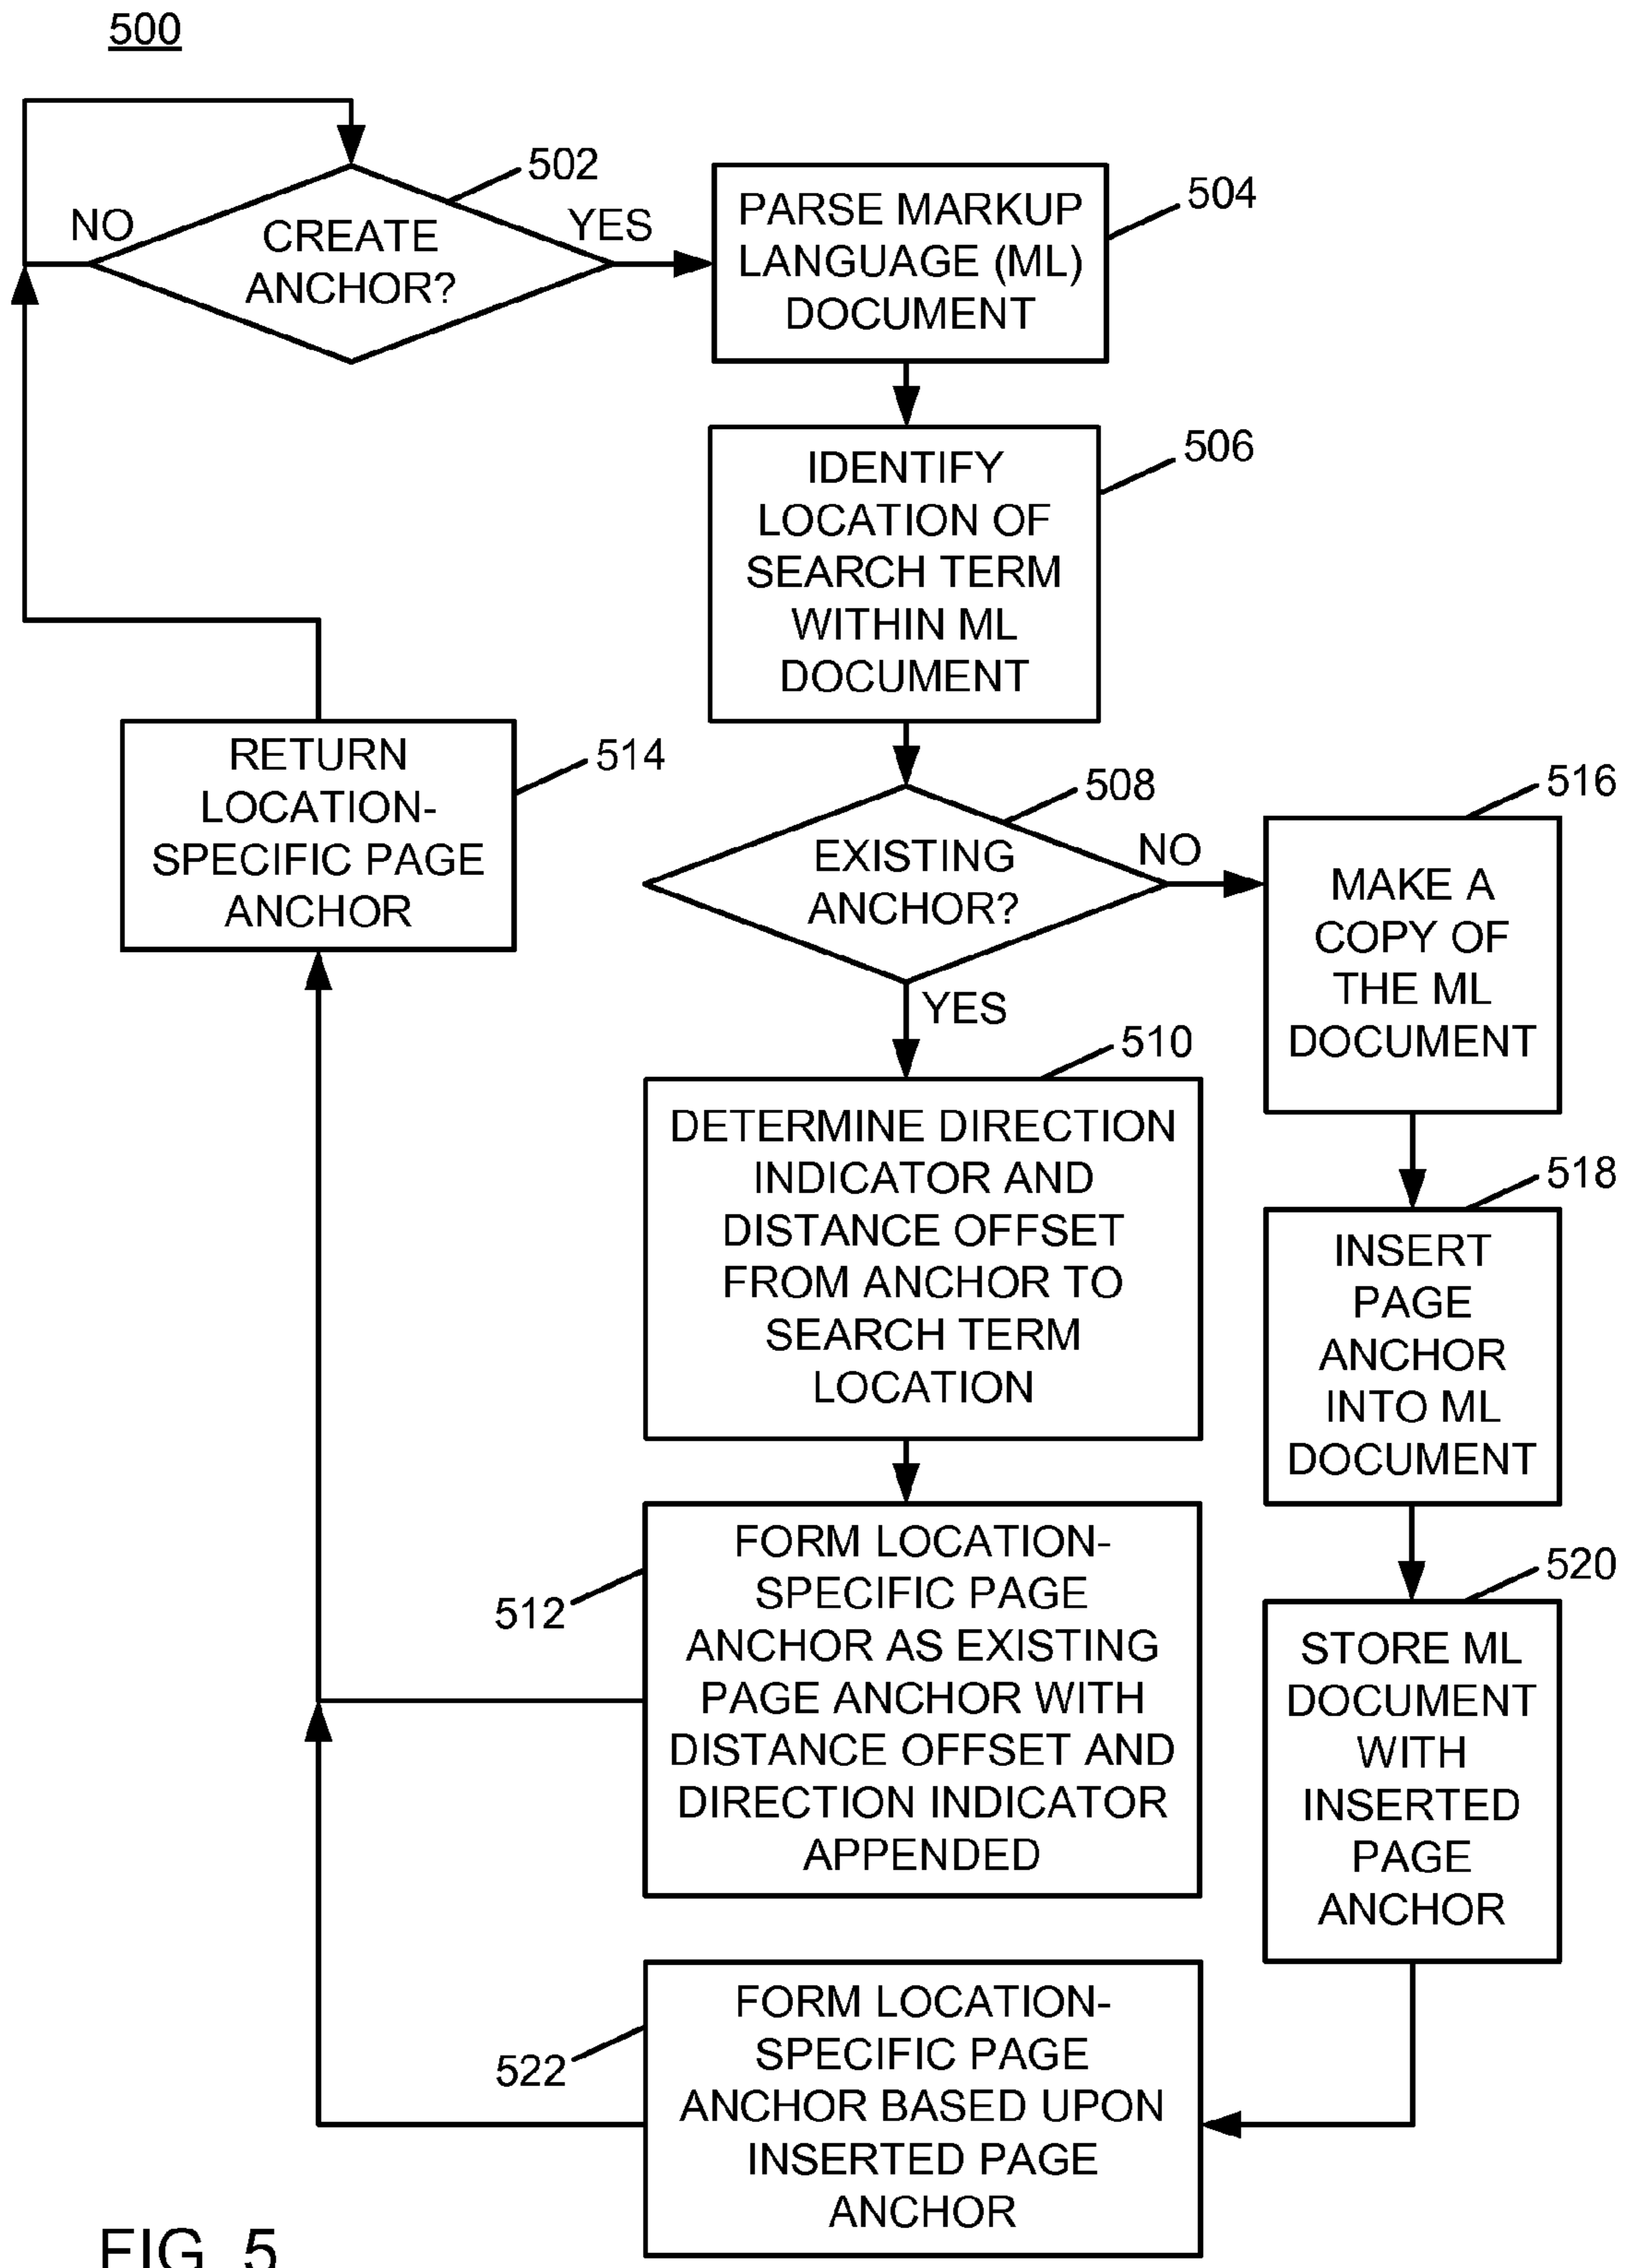 500
502
NO
CREATE
ANCHOR?
YES
PARSE MARKUP
LANGUAGE (ML)
DOCUMENT
504
IDENTIFY
LOCATION OF
SEARCH TERM
WITHIN ML
DOCUMENT
506
RETURN
LOCATION-
SPECIFIC PAGE
ANCHOR
514
EXISTING
ANCHOR?
508
NO
YES
516
MAKE A
COPY OF
THE ML
DOCUMENT
510
DETERMINE DIRECTION
INDICATOR AND
DISTANCE OFFSET
FROM ANCHOR TO
SEARCH TERM
LOCATION
518
INSERT
PAGE
ANCHOR
INTO ML
DOCUMENT
512
FORM LOCATION-
SPECIFIC PAGE
ANCHOR AS EXISTING
PAGE ANCHOR WITH
DISTANCE OFFSET AND
DIRECTION INDICATOR
APPENDED
520
STORE ML
DOCUMENT
WITH
INSERTED
PAGE
ANCHOR
522
FORM LOCATION-
SPECIFIC PAGE
ANCHOR BASED UPON
INSERTED PAGE
ANCHOR
FIG. 5